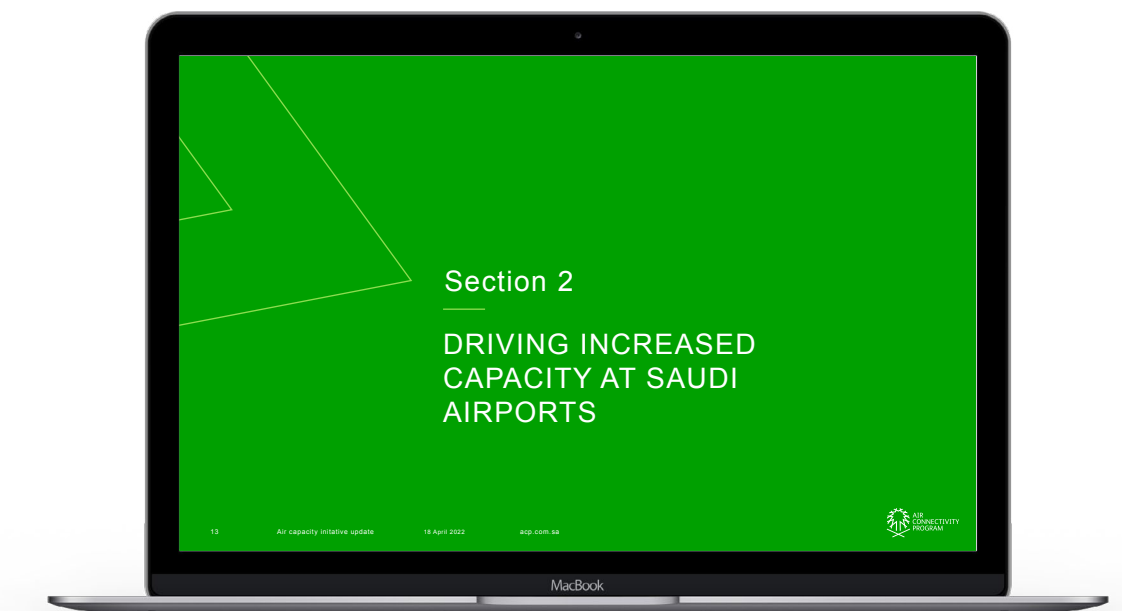 Section 2
DRIVING INCREASED
CAPACITY AT SAUDI
AIRPORTS
13 Air capacity initative update 18 April 2022 acp.com.sa
AIR
CONNECTIVITY
PROGRAM
MacBook